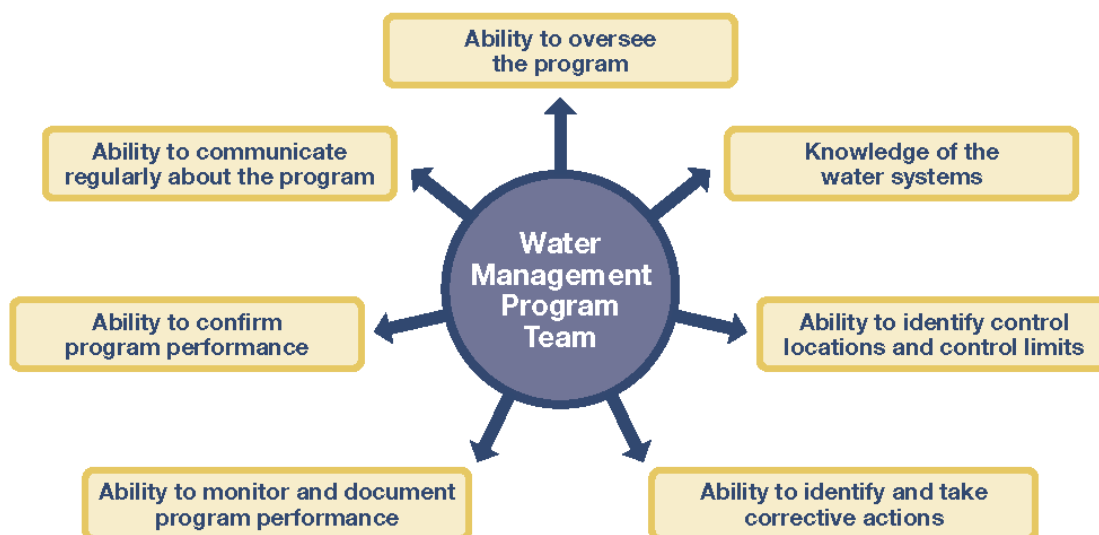 Ability to oversee
the program
Ability to communicate
regularly about the program
Knowledge of the
water systems
Water
Management
Program
Team
Ability to confirm
program performance
Ability to identify control
locations and control limits
Ability to monitor and document
program performance
Ability to identify and take
corrective actions